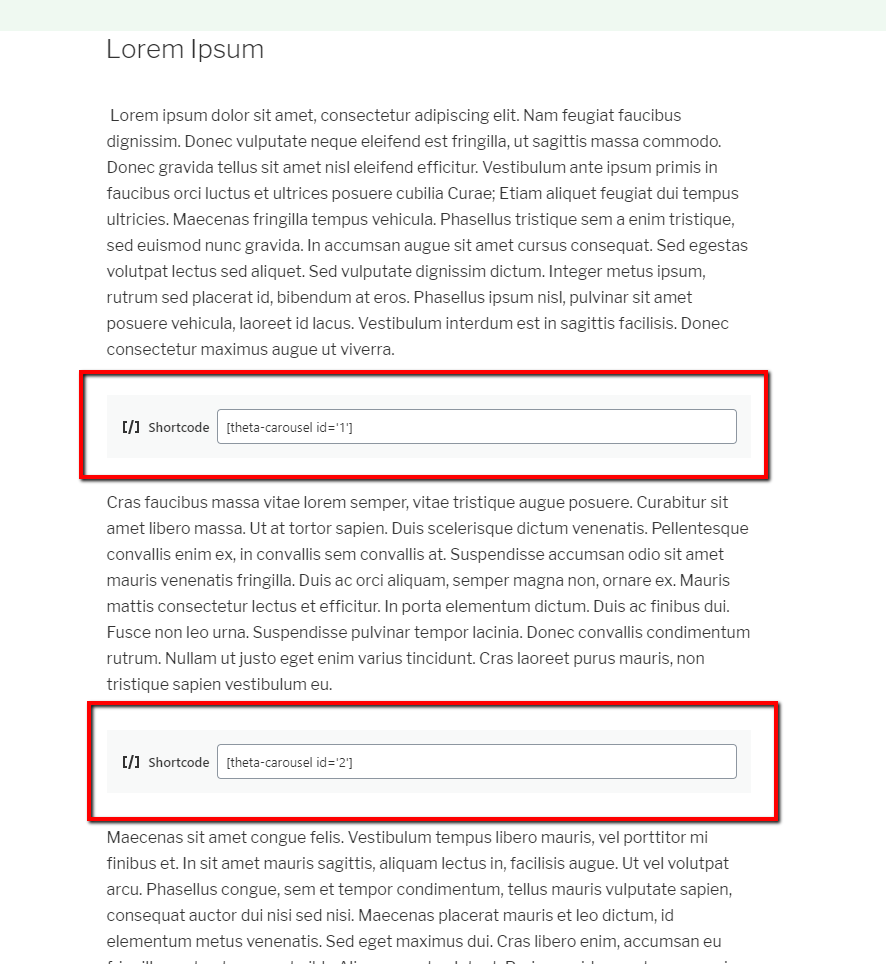 Lorem Ipsum
Lorem ipsum dolor sit amet, consectetur adipiscing elit. Nam feugiat faucibus
dignissim. Donec vulputate neque eleifend est fringilla, ut sagittis massa commodo.
Donec gravida tellus sit amet nisl eleifend efficitur. Vestibulum ante ipsum primis in
faucibus orci luctus et ultrices posuere cubilia Curae; Etiam aliquet feugiat dui tempus
ultricies. Maecenas fringilla tempus vehicula. Phasellus tristique sem a enim tristique,
sed euismod nunc gravida. In accumsan augue sit amet cursus consequat. Sed egestas
volutpat lectus sed aliquet. Sed vulputate dignissim dictum. Integer metus ipsum,
rutrum sed placerat id, bibendum at eros. Phasellus ipsum nisl, pulvinar sit amet
posuere vehicula, laoreet id lacus. Vestibulum interdum est in sagittis facilisis. Donec
consectetur maximus augue ut viverra.
[/] Shortcode [theta-carousel id='1']
Cras faucibus massa vitae lorem semper, vitae tristique augue posuere. Curabitur sit
amet libero massa. Ut at tortor sapien. Duis scelerisque dictum venenatis. Pellentesque
convallis enim ex, in convallis sem convallis at. Suspendisse accumsan odio sit amet
mauris venenatis fringilla. Duis ac orci aliquam, semper magna non, ornare ex. Mauris
mattis consectetur lectus et efficitur. In porta elementum dictum. Duis ac finibus dui.
Fusce non leo urna. Suspendisse pulvinar tempor lacinia. Donec convallis condimentum
rutrum. Nullam ut justo eget enim varius tincidunt. Cras laoreet purus mauris, non
tristique sapien vestibulum eu.
[/] Shortcode [theta-carousel id='2']
Maecenas sit amet congue felis. Vestibulum tempus libero mauris, vel porttitor mi
finibus et. In sit amet mauris sagittis, aliquam lectus in, facilisis augue. Ut vel volutpat
arcu. Phasellus congue, sem et tempor condimentum, tellus mauris vulputate sapien,
consequat auctor dui nisi sed nisi. Maecenas placerat mauris et leo dictum, id
elementum metus venenatis. Sed eget maximus dui. Cras libero enim, accumsan eu